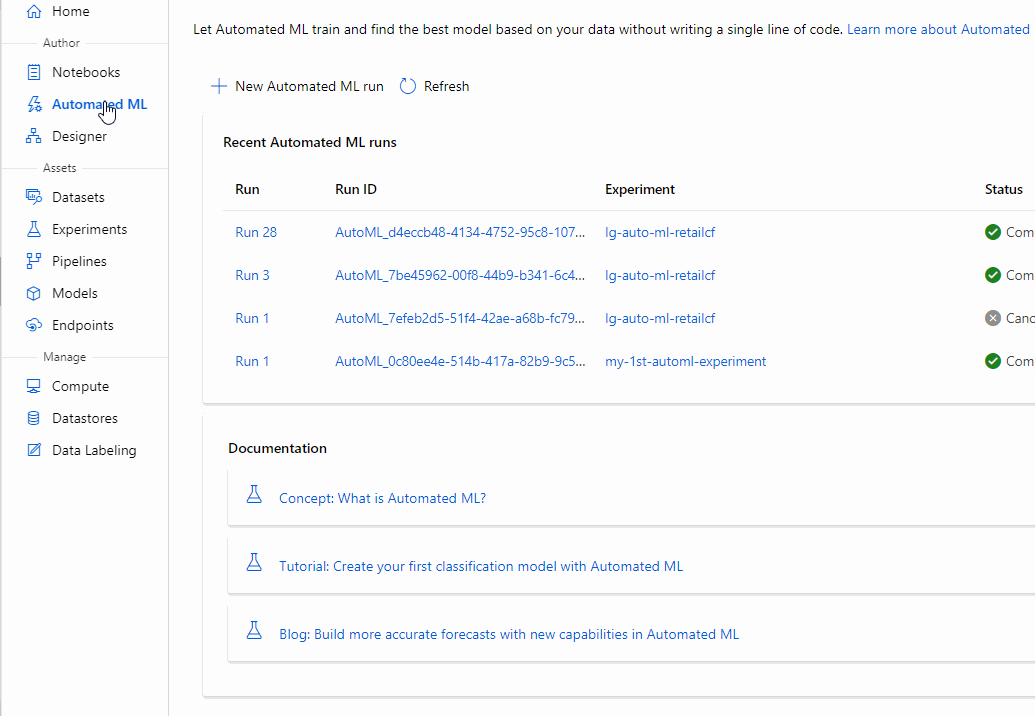 Home
Author
Notebooks
Automated ML
Designer
Assets
Datasets
Experiments
Pipelines
Models
Endpoints
Manage
Compute
Datastores
Data Labeling
Let Automated ML train and find the best model based on your data without writing a single line of code. Learn more about Automated
New Automated ML run Refresh
Recent Automated ML runs
Run Run ID Experiment Status
Run 28 AutoML_d4eccb48-4134-4752-95c8-107... lg-auto-ml-retailcf Com
Run 3 AutoML_7be45962-00f8-44b9-b341-6c4... lg-auto-ml-retailcf Com
Run 1 AutoML_7efeb2d5-51f4-42ae-a68b-fc79... lg-auto-ml-retailcf Canc
Run 1 AutoML_0c80ee4e-514b-417a-82b9-9c5... my-1st-automl-experiment Com
Documentation
Concept: What is Automated ML?
Tutorial: Create your first classification model with Automated ML
Blog: Build more accurate forecasts with new capabilities in Automated ML